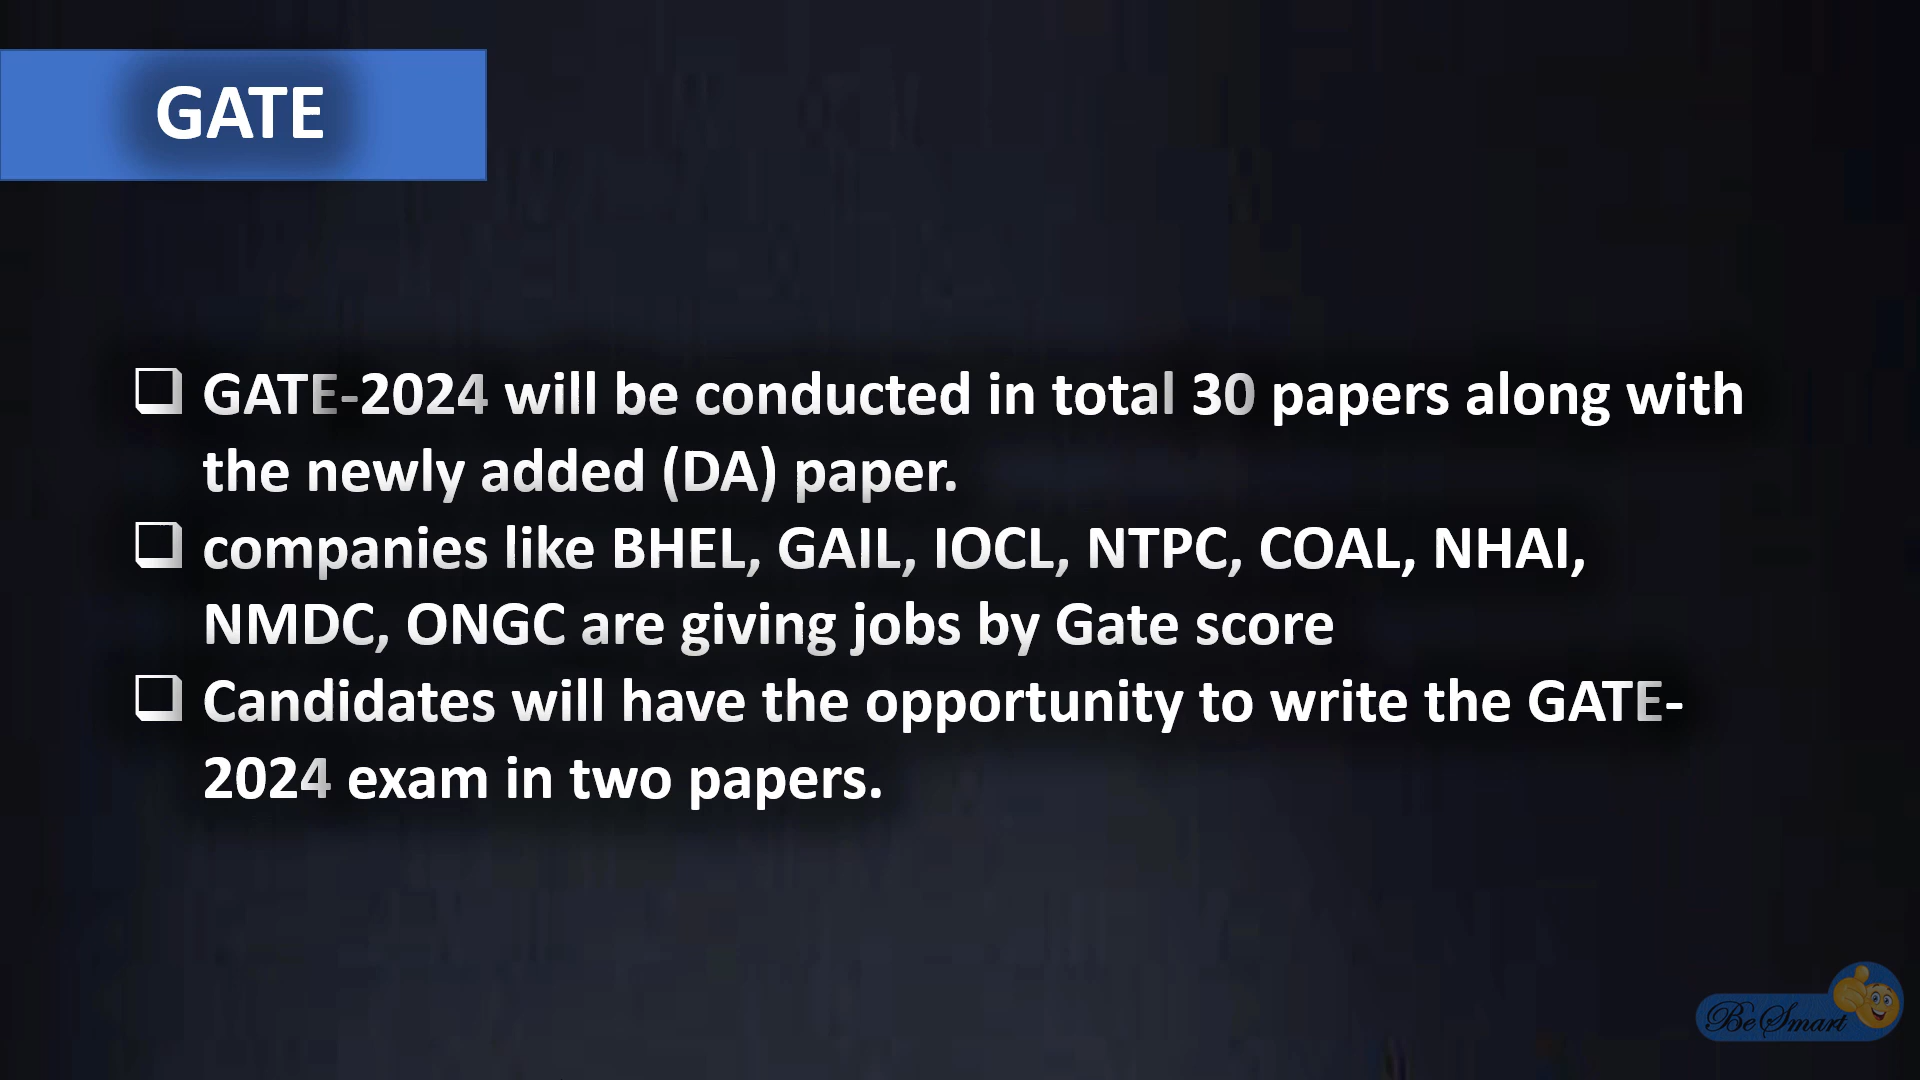 GATE
GATE-2024 will be conducted in total 30 papers along with
the newly added (DA) paper.
companies like BHEL, GAIL, IOCL, NTPC, COAL, NHAI,
NMDC, ONGC are giving jobs by Gate score
Candidates will have the opportunity to write the GATE-
2024 exam in two papers.
Be Smart